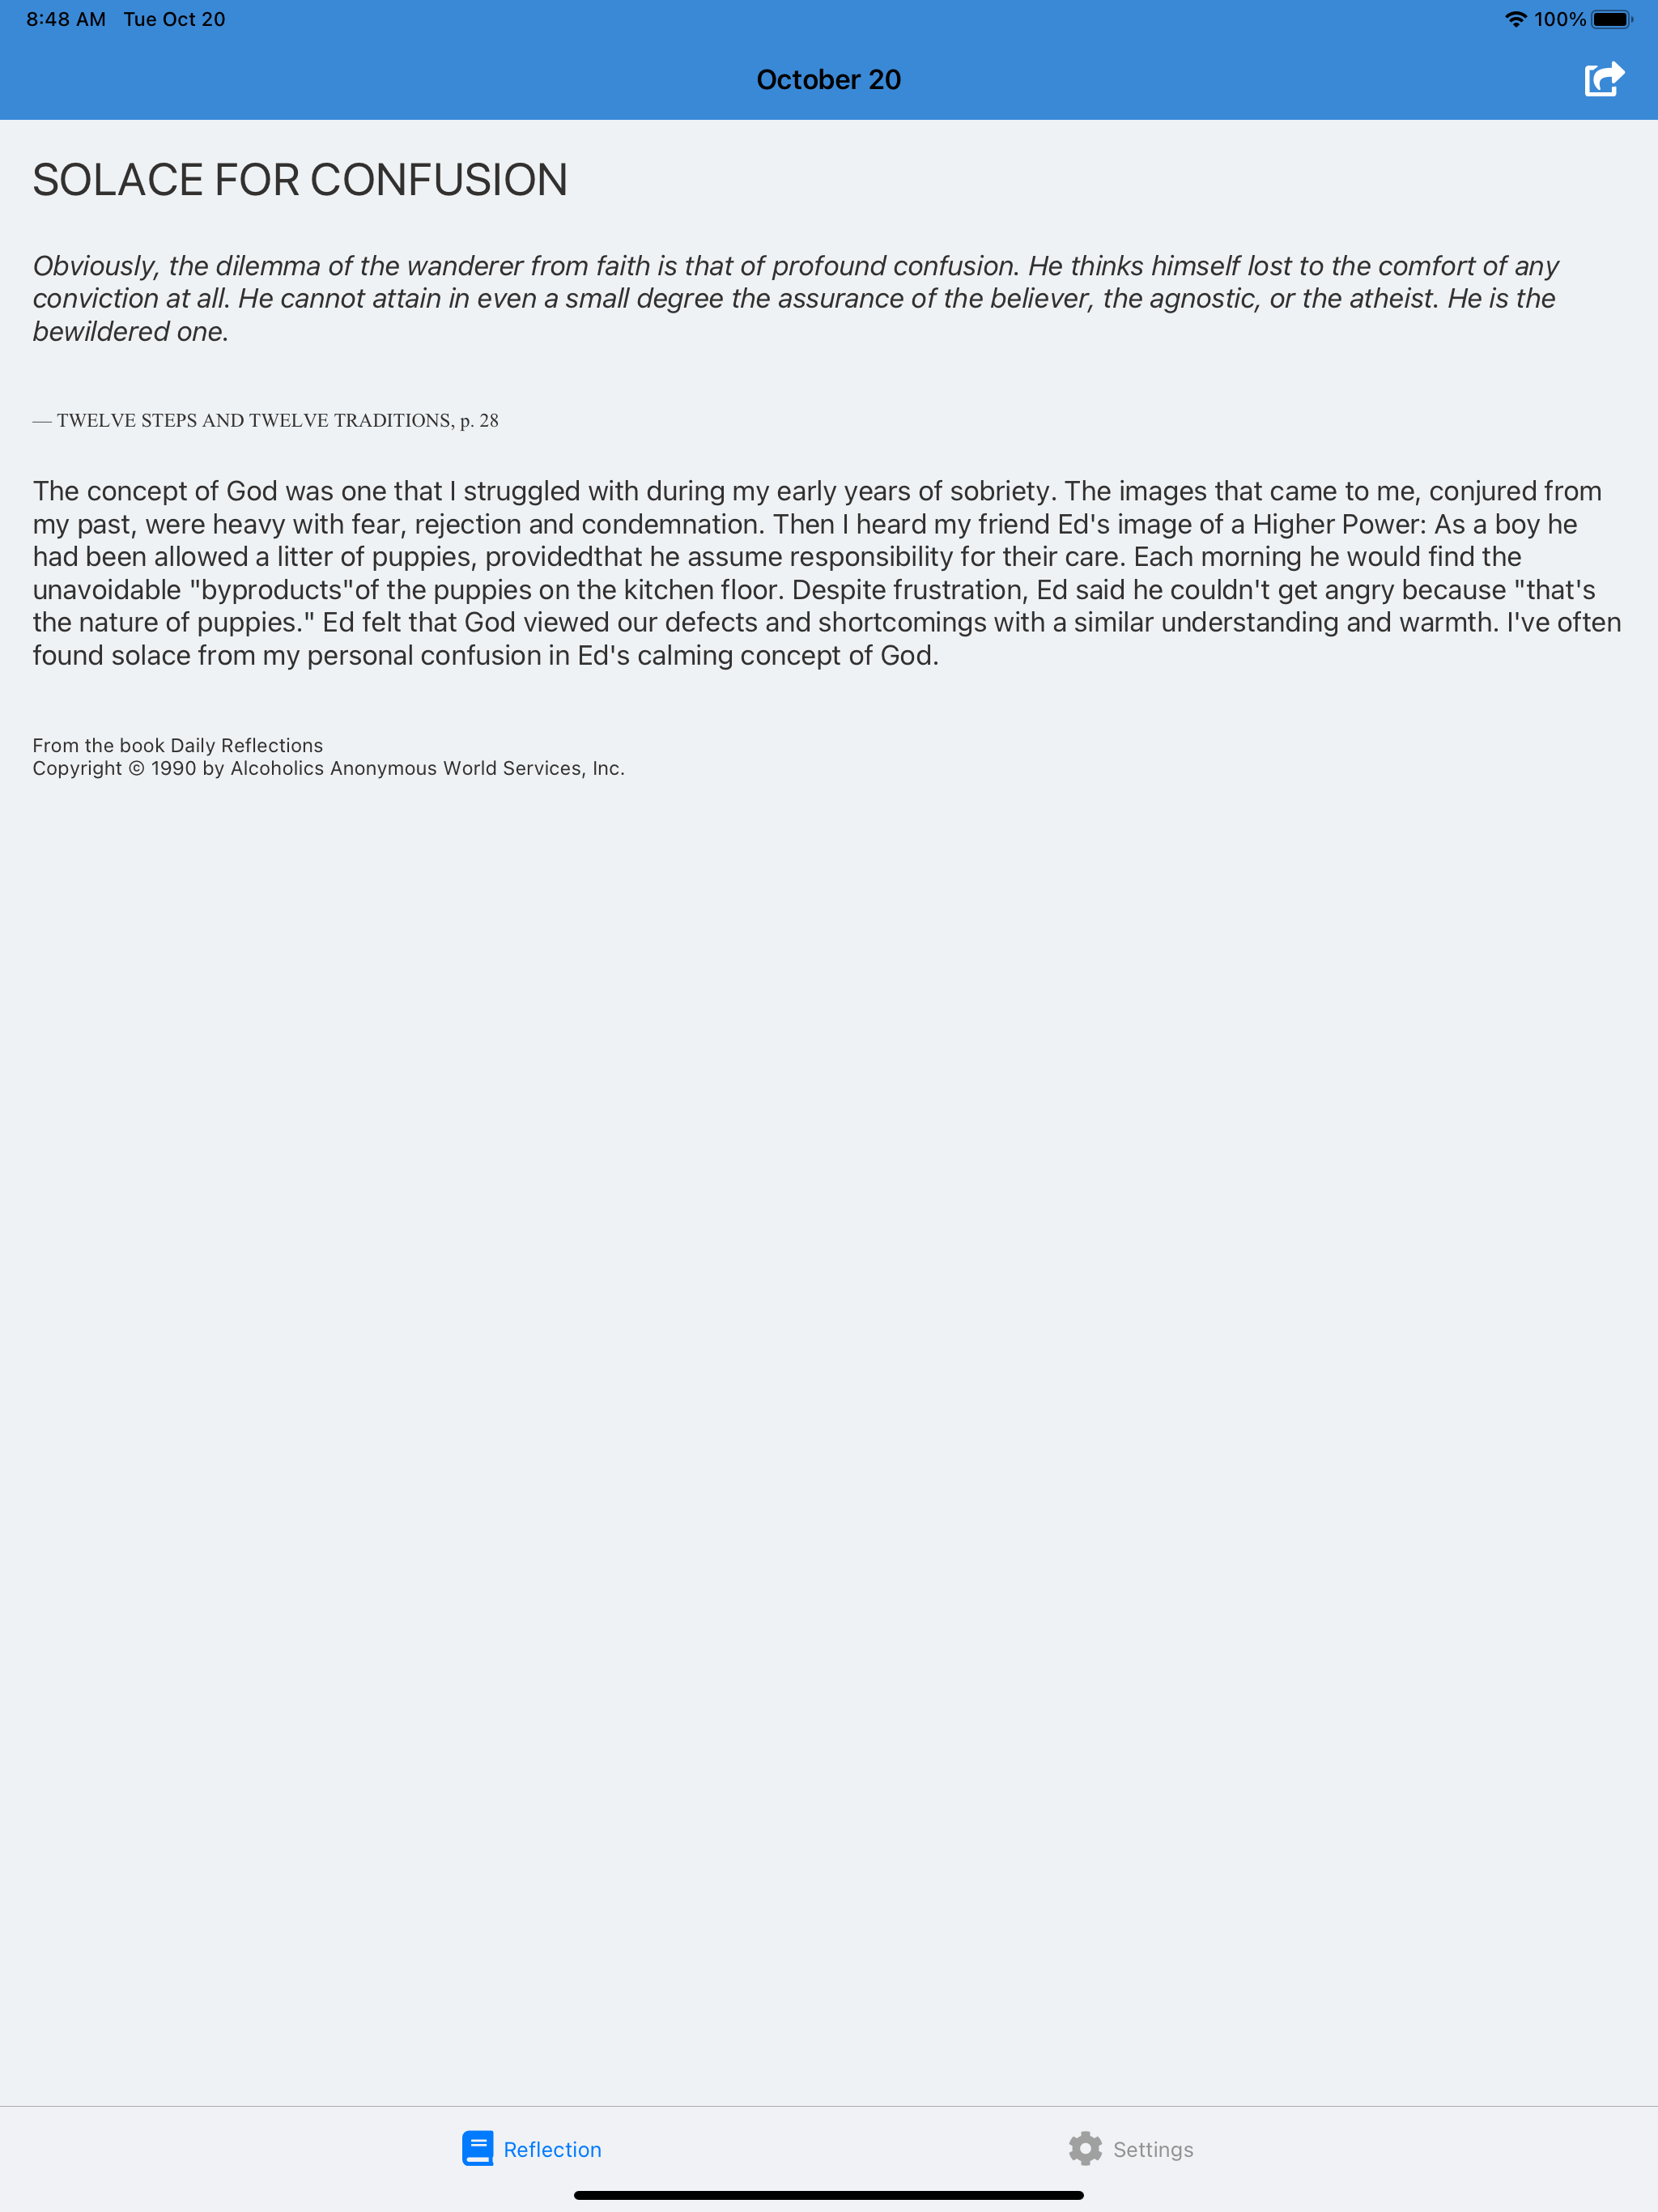 8:48 AM Tue Oct 20
100%
October 20
SOLACE FOR CONFUSION
Obviously, the dilemma of the wanderer from faith is that of profound confusion. He thinks himself lost to the comfort of any
conviction at all. He cannot attain in even a small degree the assurance of the believer, the agnostic, or the atheist. He is the
bewildered one.
— TWELVE STEPS AND TWELVE TRADITIONS, p. 28
The concept of God was one that I struggled with during my early years of sobriety. The images that came to me, conjured from
my past, were heavy with fear, rejection and condemnation. Then I heard my friend Ed's image of a Higher Power: As a boy he
had been allowed a litter of puppies, providedthat he assume responsibility for their care. Each morning he would find the
unavoidable "byproducts"of the puppies on the kitchen floor. Despite frustration, Ed said he couldn't get angry because "that's
the nature of puppies." Ed felt that God viewed our defects and shortcomings with a similar understanding and warmth. I've often
found solace from my personal confusion in Ed's calming concept of God.
From the book Daily Reflections
Copyright © 1990 by Alcoholics Anonymous World Services, Inc.
Reflection
Settings